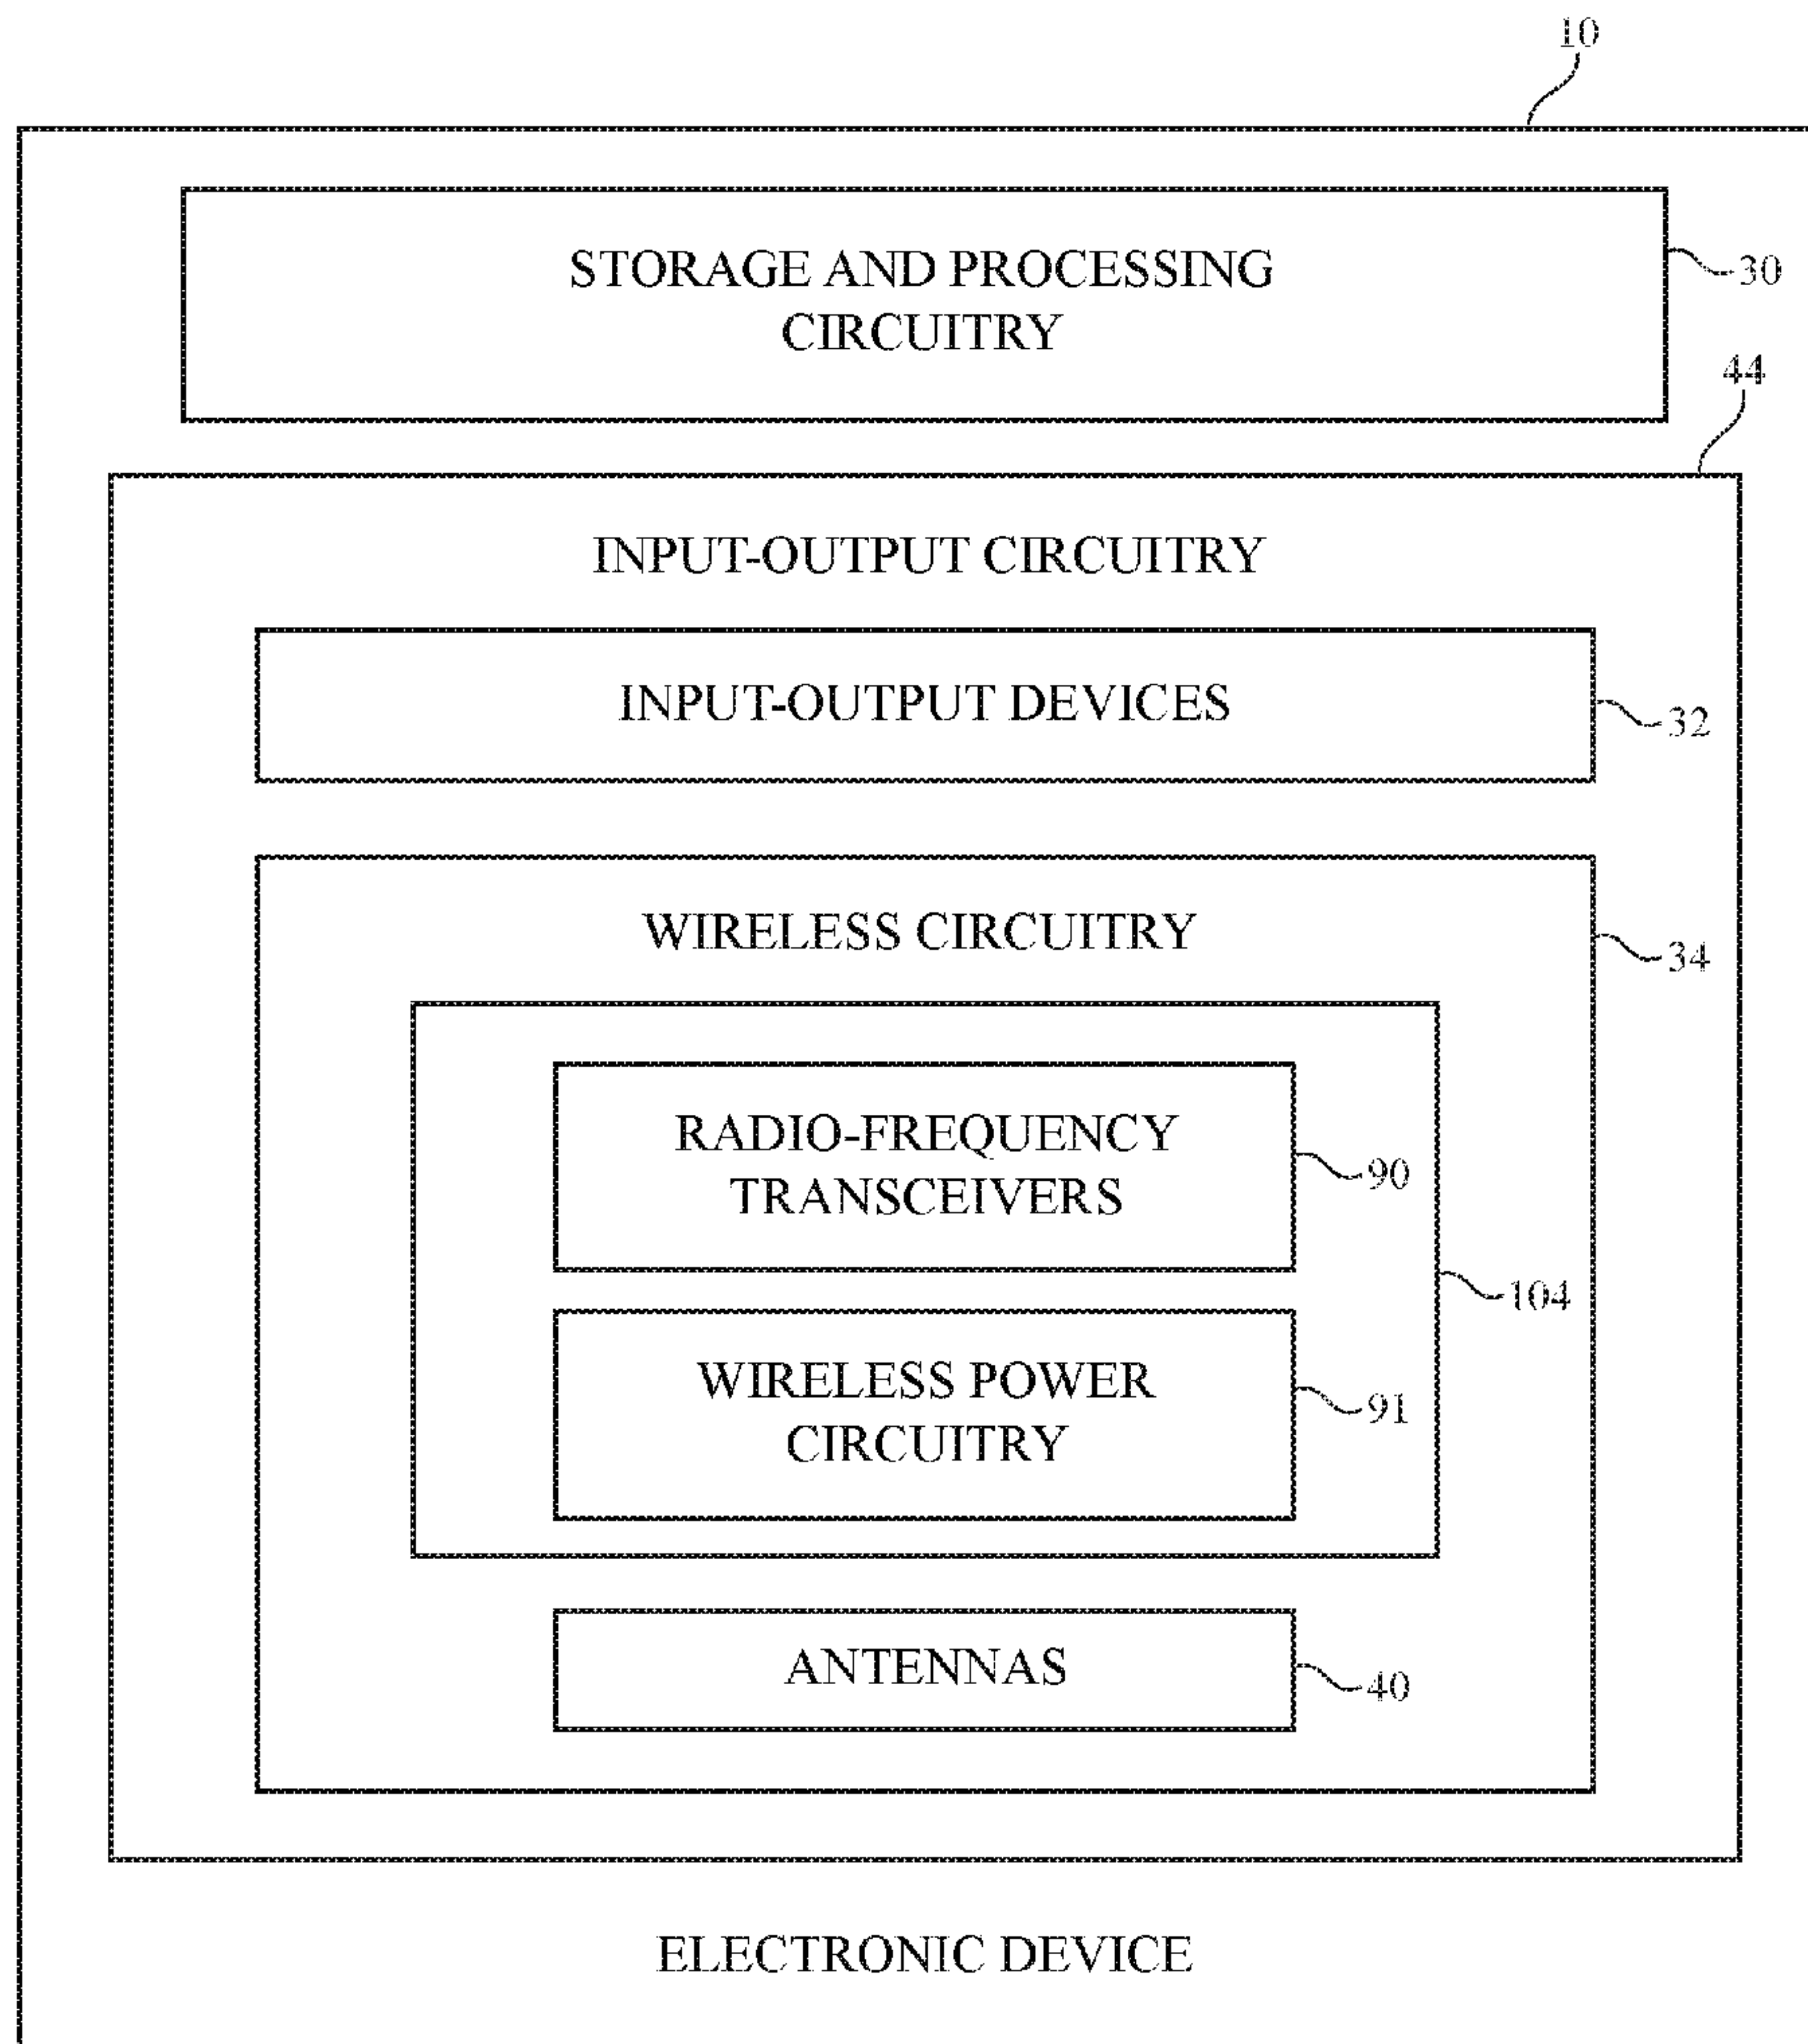 10
STORAGE AND PROCESSING
CIRCUITRY
30
44
INPUT-OUTPUT CIRCUITRY
INPUT-OUTPUT DEVICES
32
WIRELESS CIRCUITRY
34
RADIO-FREQUENCY
TRANSCEIVERS
90
104
WIRELESS POWER
CIRCUITRY
91
ANTENNAS
40
ELECTRONIC DEVICE